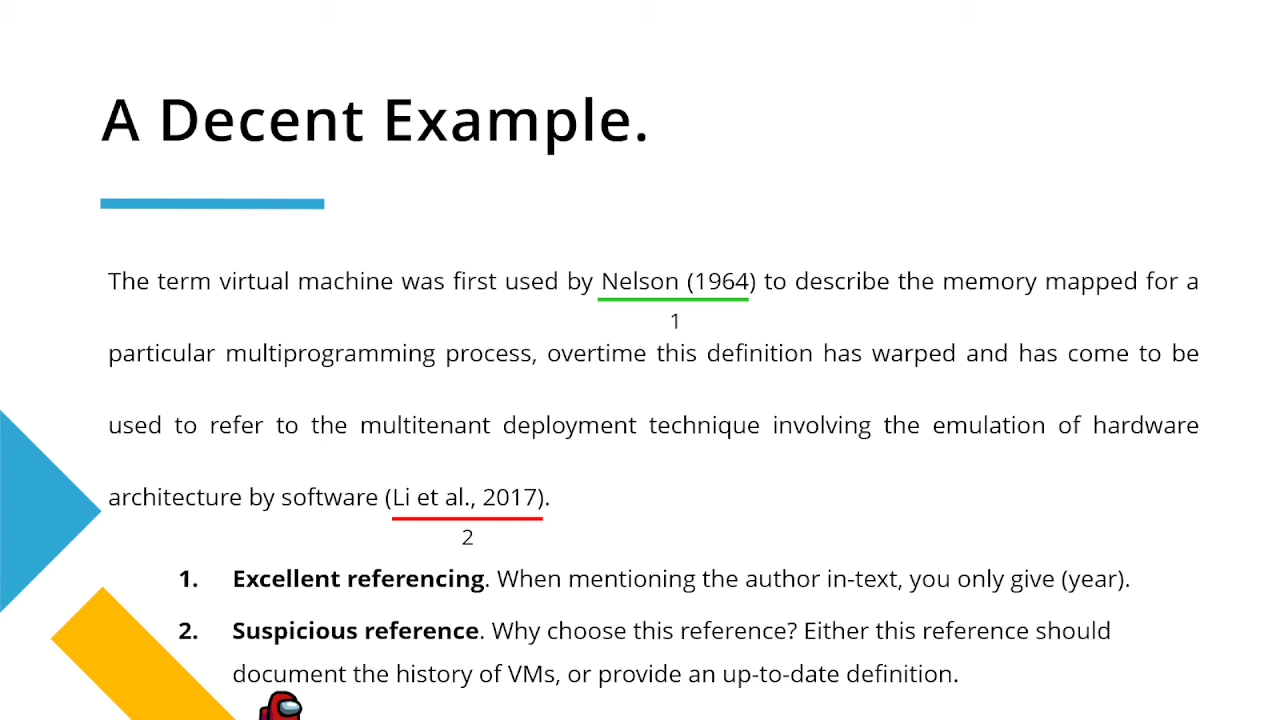 A Decent Example.
The term virtual machine was first used by Nelson (1964) to describe the memory mapped for a
1
particular multiprogramming process, overtime this definition has warped and has come to be
used to refer to the multitenant deployment technique involving the emulation of hardware
architecture by software (Li et al., 2017).
2
1. Excellent referencing. When mentioning the author in-text, you only give (year).
2. Suspicious reference. Why choose this reference? Either this reference should
document the history of VMs, or provide an up-to-date definition.